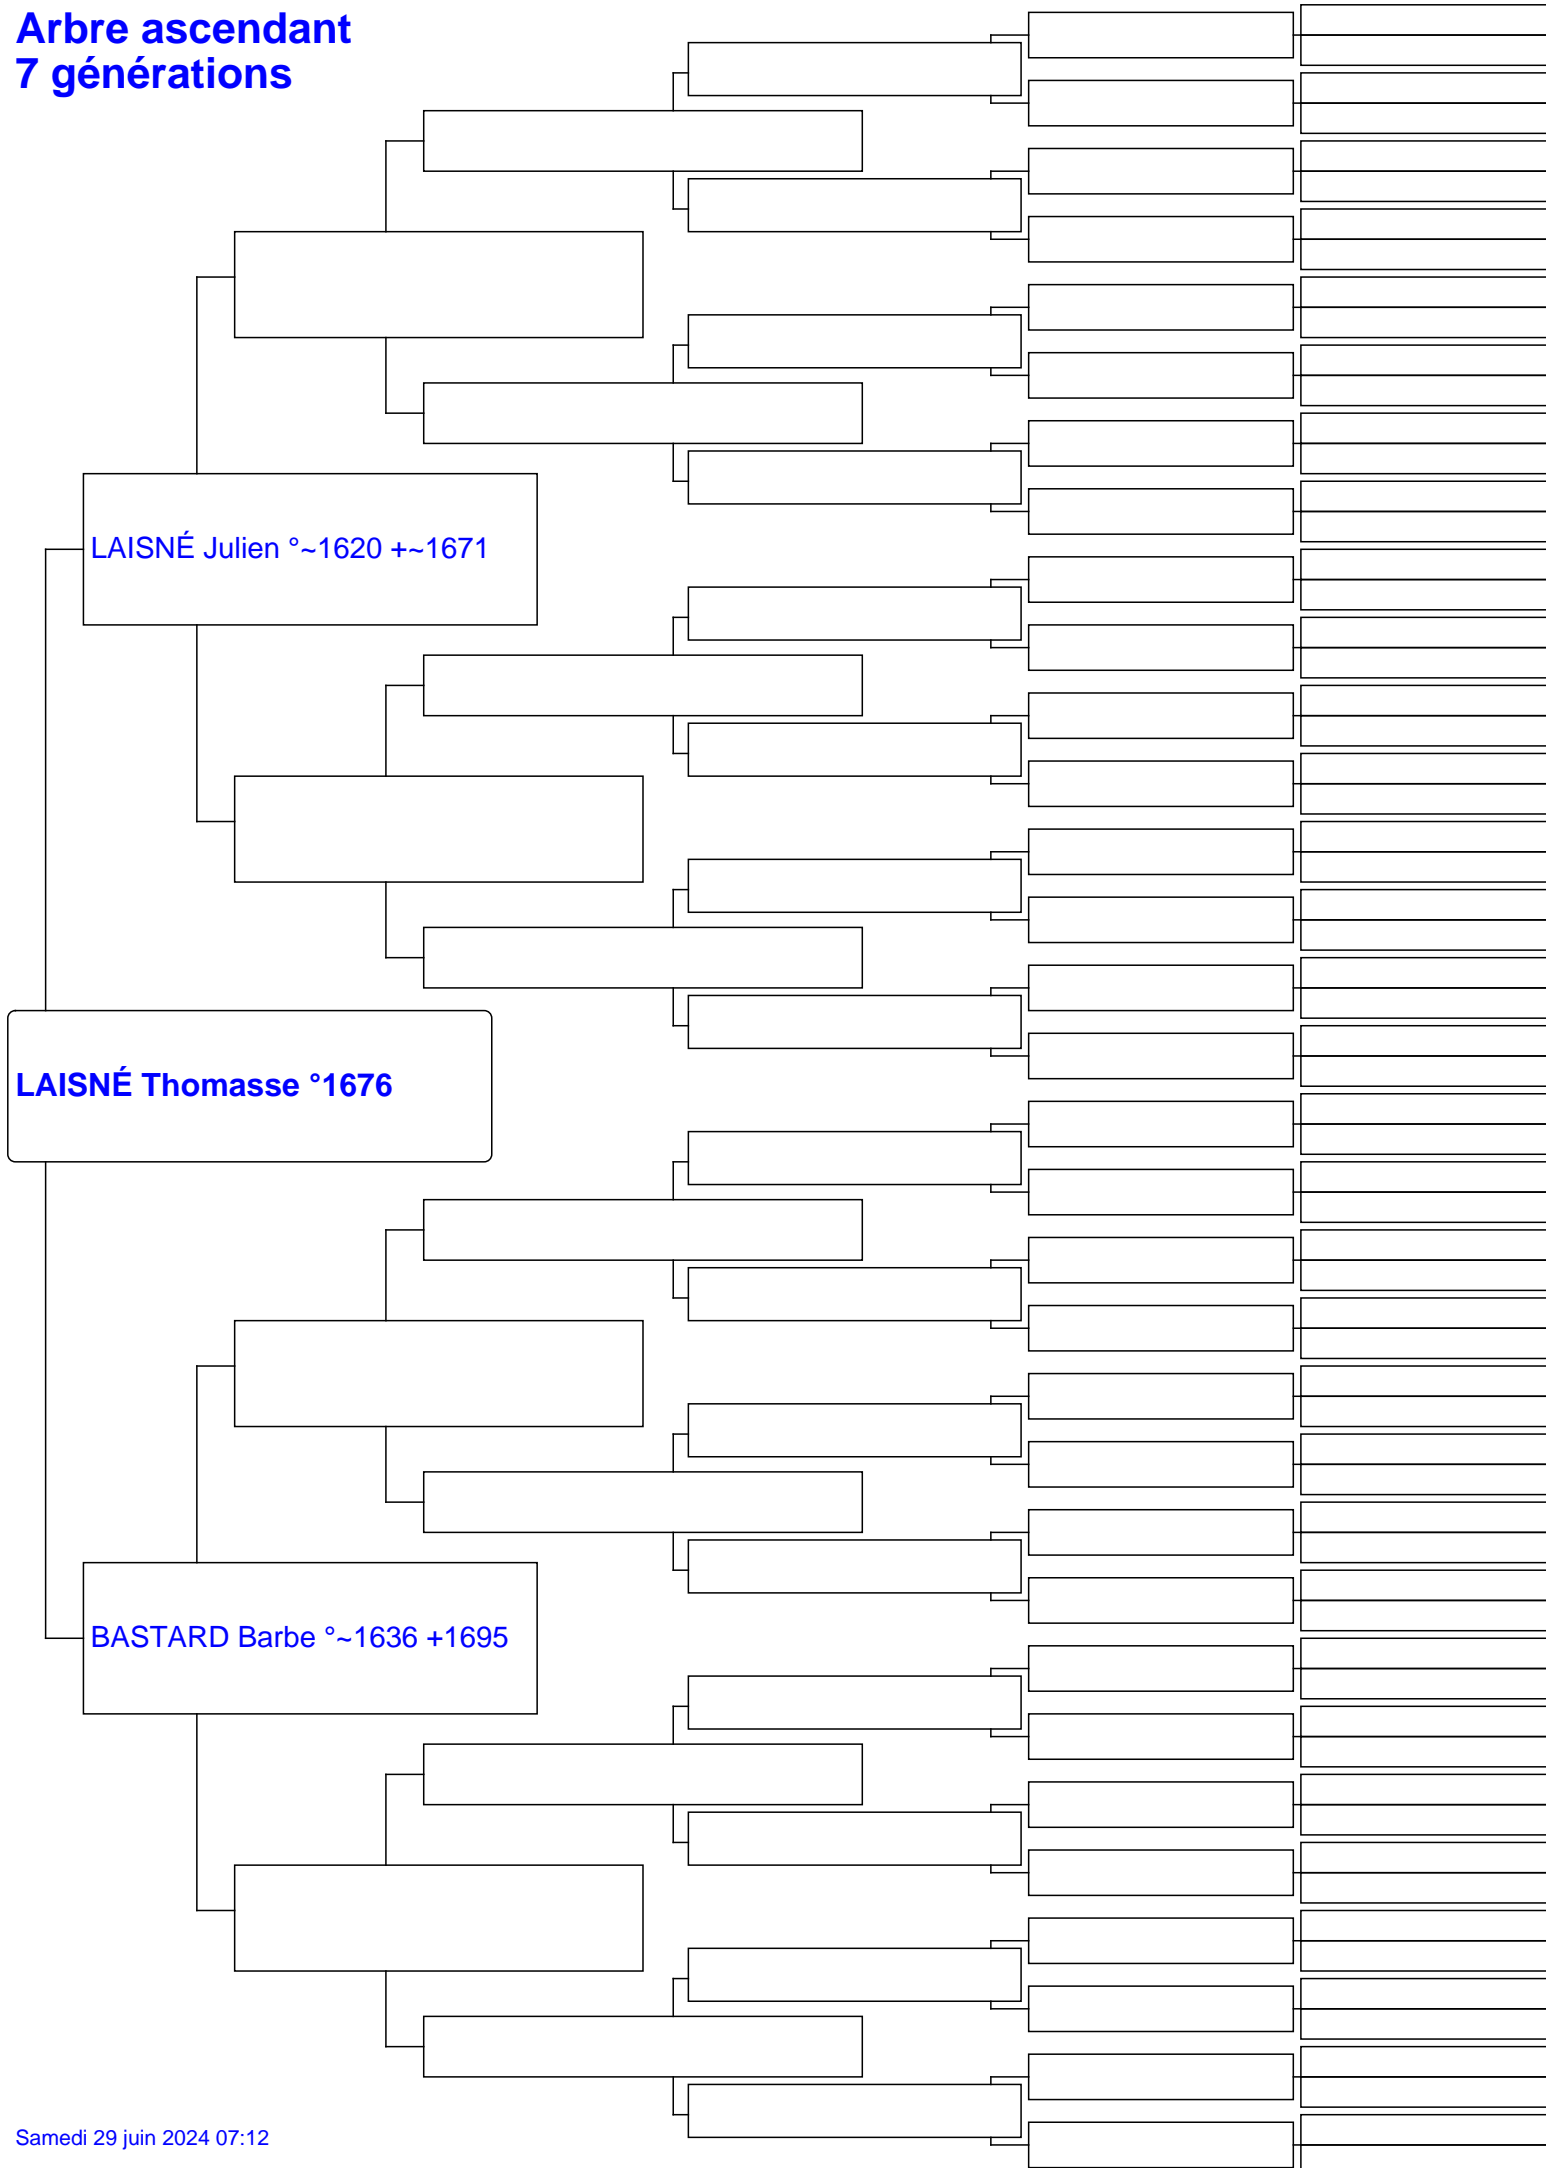 Arbre ascendant
7 générations
LAISNÉ Julien °~1620 +~1671
LAISNÉ Thomasse °1676
BASTARD Barbe °~1636 +1695
Samedi 29 juin 2024 07:12